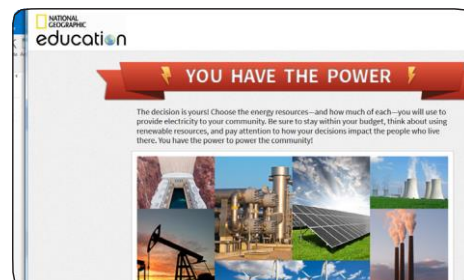 NATIONAL
GEOGRAPHIC
education
YOU HAVE THE POWER
The decision is yours! Choose the energy resources—and how much of each—you will use to
provide electricity to your community. Be sure to stay within your budget, think about using
renewable resources, and pay attention to how your decisions impact the people who live
there. You have the power to power the community!